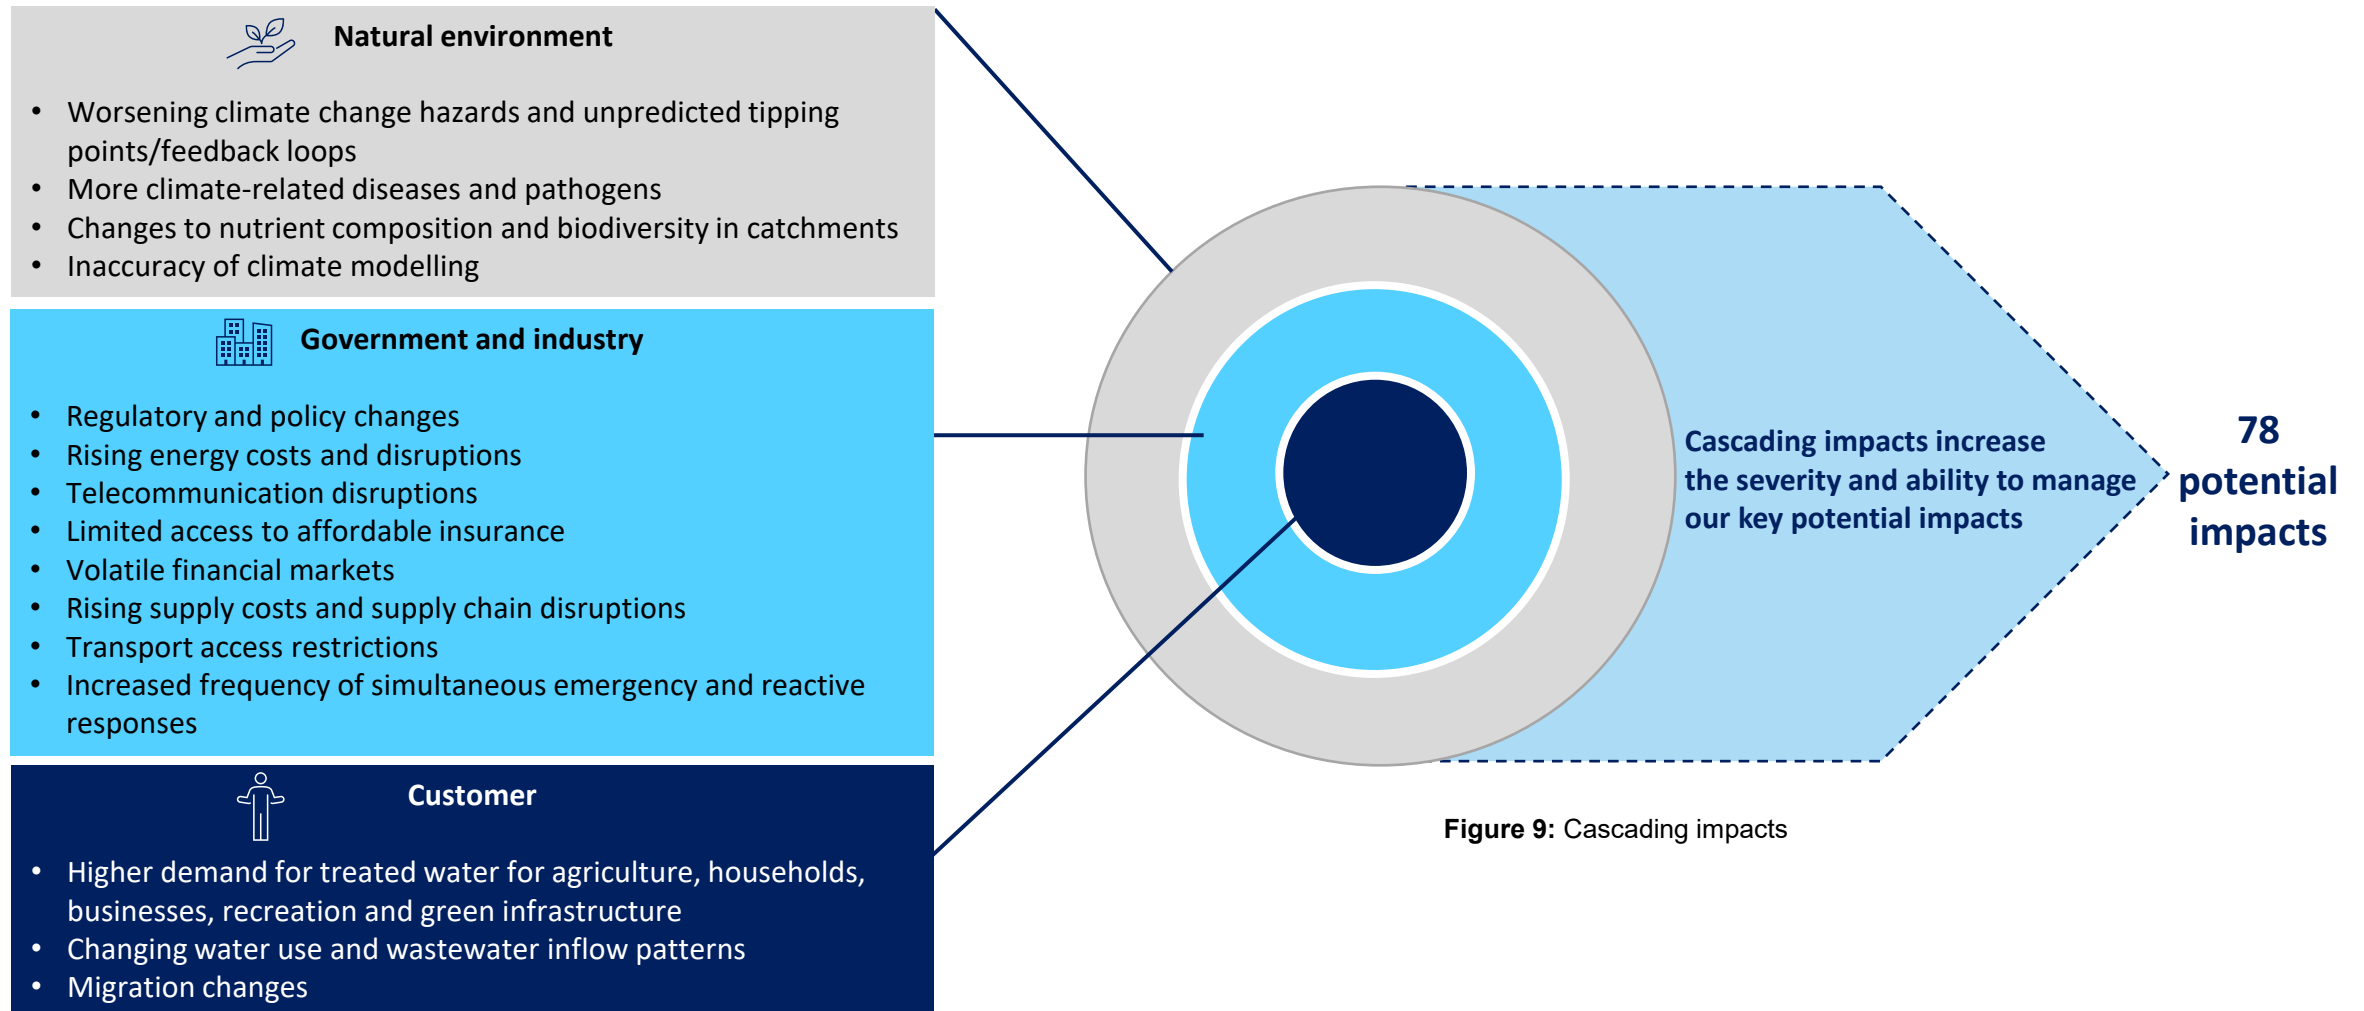 Natural environment
• Worsening climate change hazards and unpredicted tipping
points/feedback loops
• More climate-related diseases and pathogens
• Changes to nutrient composition and biodiversity in catchments
• Inaccuracy of climate modelling
Government and industry
• Regulatory and policy changes
• Rising energy costs and disruptions
• Telecommunication disruptions
• Limited access to affordable insurance
• Volatile financial markets
• Rising supply costs and supply chain disruptions
• Transport access restrictions
• Increased frequency of simultaneous emergency and reactive
responses
Customer
• Higher demand for treated water for agriculture, households,
businesses, recreation and green infrastructure
• Changing water use and wastewater inflow patterns
• Migration changes
Cascading impacts increase
the severity and ability to manage
our key potential impacts
78
potential
impacts
Figure 9: Cascading impacts